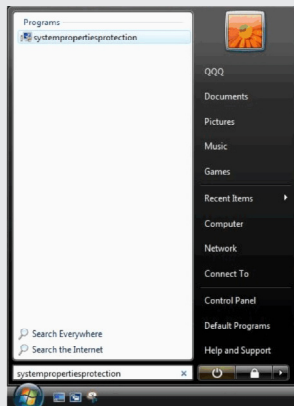 Programs
systempropertiesprotection
Search Everywhere
Search the Internet
systempropertiesprotection
QQQ
Documents
Pictures
Music
Games
Recent Items
Computer
Network
Connect To
Control Panel
Default Programs
Help and Support